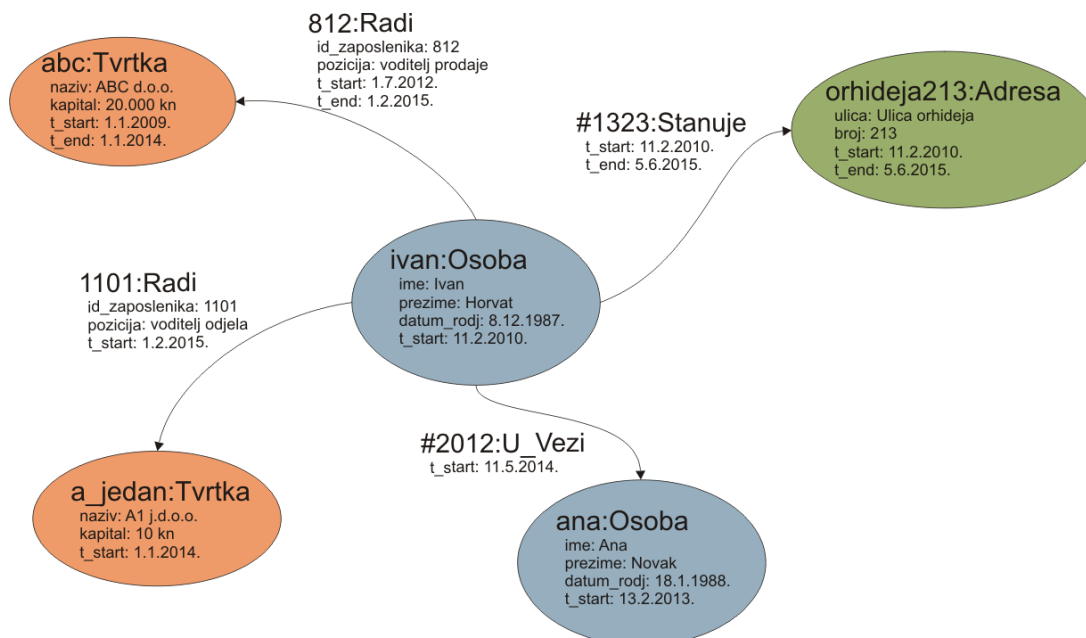 812:Radi
id_zaposlenika: 812
pozicija: voditelj prodaje
t_start: 1.7.2012.
t_end: 1.2.2015.
abc:Tvrtka
naziv: ABC d.o.o.
kapital: 20.000 kn
t_start: 1.1.2009.
t_end: 1.1.2014.
orhideja213:Adresa
ulica: Ulica orhideja
broj: 213
t_start: 11.2.2010.
t_end: 5.6.2015.
#1323:Stanuje
t_start: 11.2.2010.
t_end: 5.6.2015.
ivan:Osoba
ime: Ivan
prezime: Horvat
datum_rodj: 8.12.1987.
t_start: 11.2.2010.
1101:Radi
id_zaposlenika: 1101
pozicija: voditelj odjela
t_start: 1.2.2015.
#2012:U_Vezi
t_start: 11.5.2014.
a_jedan:Tvrtka
naziv: A1 j.d.o.o.
kapital: 10 kn
t_start: 1.1.2014.
ana:Osoba
ime: Ana
prezime: Novak
datum_rodj: 18.1.1988.
t_start: 13.2.2013.